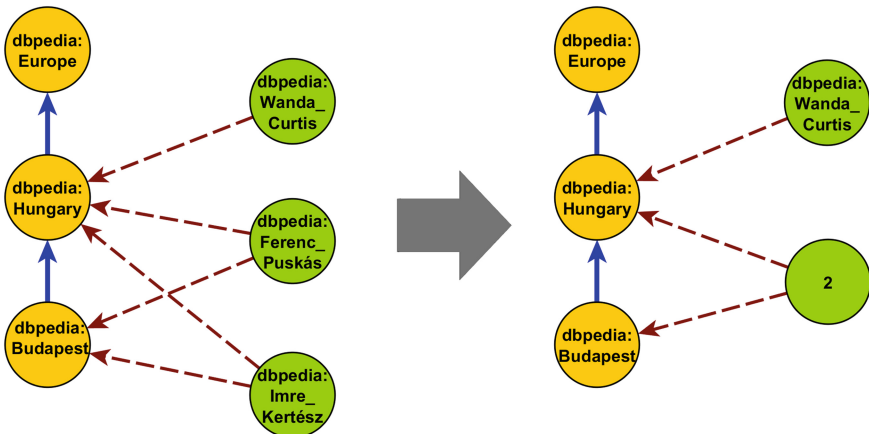 dbpedia:
Europe
dbpedia:
Wanda_
Curtis
dbpedia:
Hungary
dbpedia:
Ferenc_
Puskás
dbpedia:
Budapest
dbpedia:
Imre_
Kertész
dbpedia:
Europe
dbpedia:
Wanda_
Curtis
dbpedia:
Hungary
2
dbpedia:
Budapest